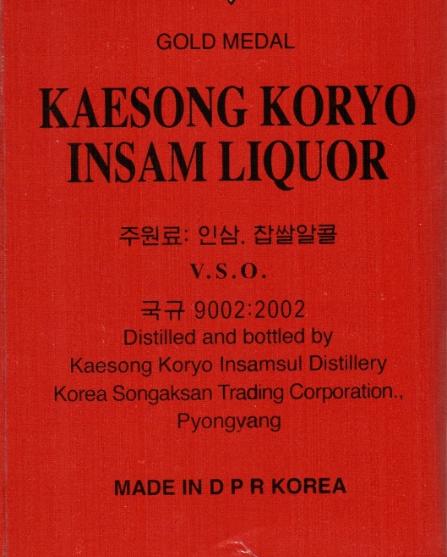 GOLD MEDAL
KAESONG KORYO
INSAM LIQUOR
주원료: 인삼. 찹쌀알콜
V.S.O.
국규 9002:2002
Distilled and bottled by
Kaesong Koryo Insamsul Distillery
Korea Songaksan Trading Corporation.,
Pyongyang
MADE IN D P R KOREA